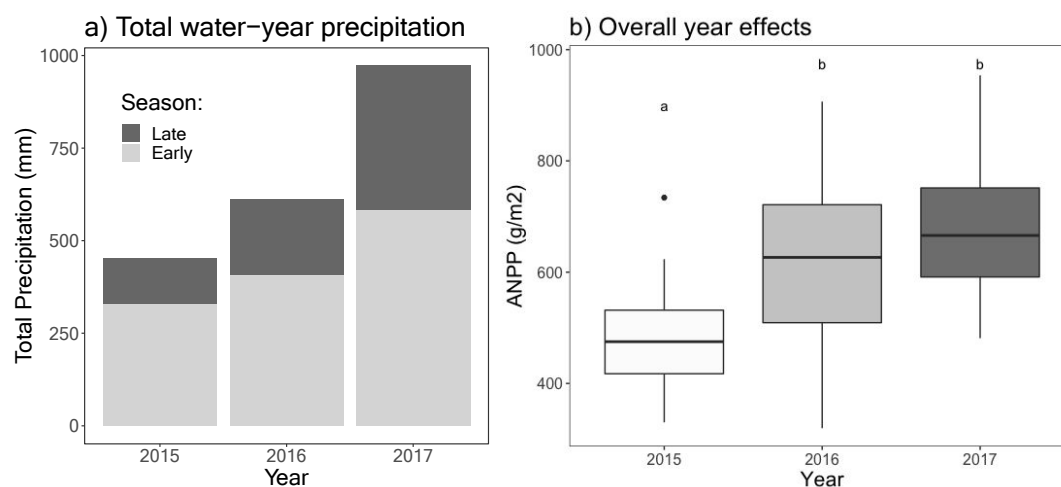 a) Total water−year precipitation
Total Precipitation (mm)
1000
750
500
250
0
Season:
Late
Early
2015 2016 2017
Year
b) Overall year effects
ANPP (g/m2)
1000
800
600
400
a b b
2015 2016 2017
Year